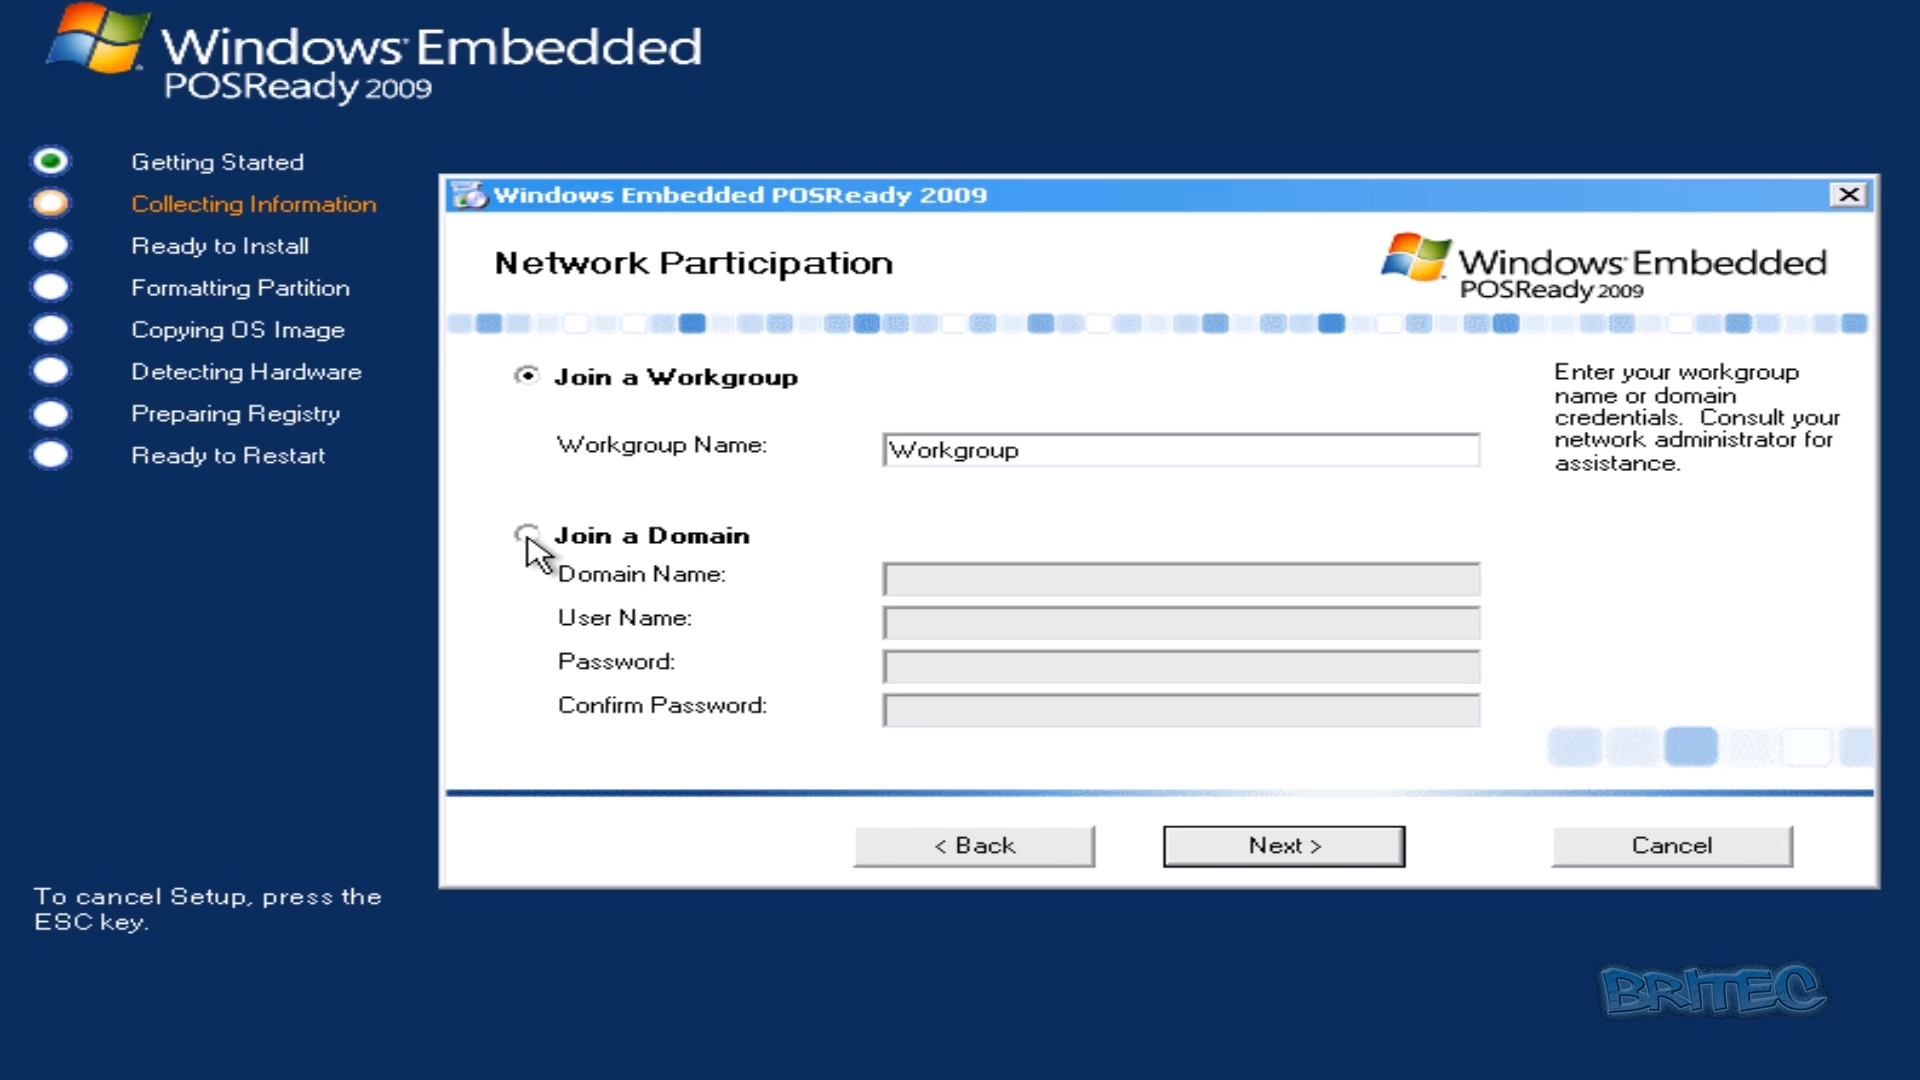 Windows Embedded
POSReady 2009
Getting Started
Collecting Information
Ready to Install
Formatting Partition
Copying OS Image
Detecting Hardware
Preparing Registry
Ready to Restart
To cancel Setup, press the
ESC key.
Windows Embedded POSReady 2009
Network Participation
Windows Embedded
POSReady 2009
Join a Workgroup
Workgroup Name:
Workgroup
Join a Domain
Domain Name:
User Name:
Password:
Confirm Password:
Enter your workgroup
name or domain
credentials. Consult your
network administrator for
assistance.
< Back
Next >
Cancel
BRITEC